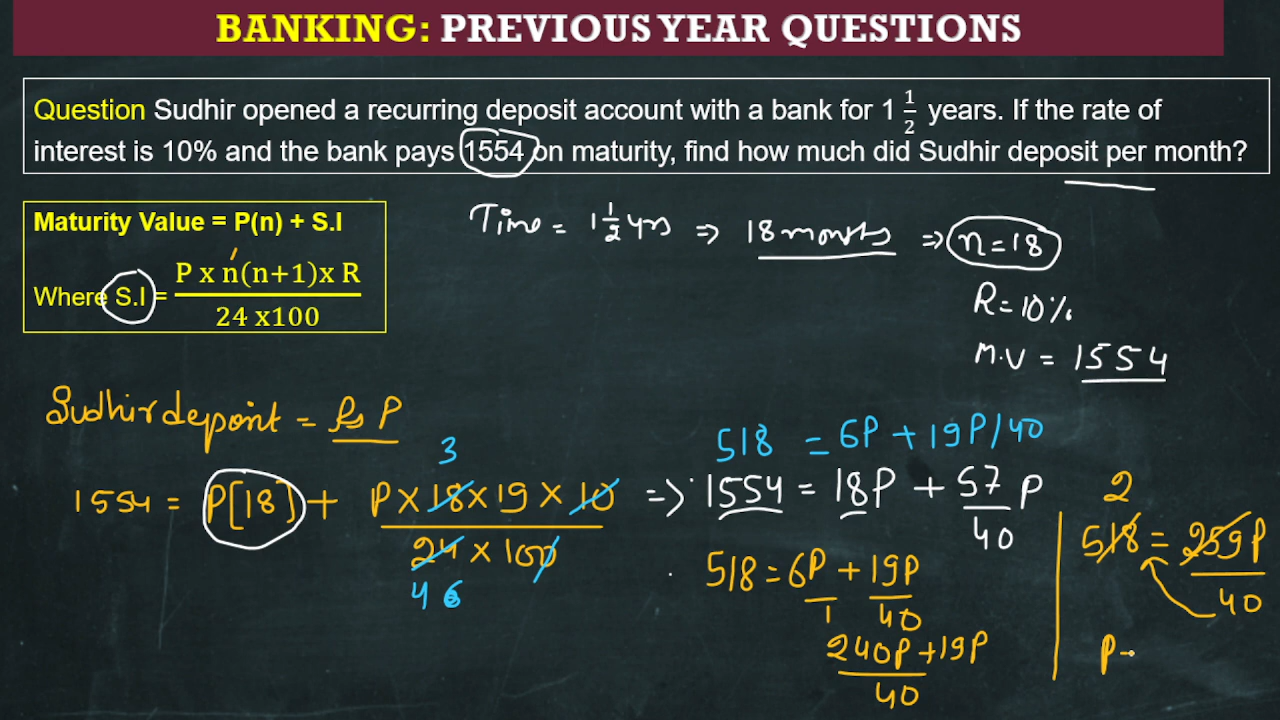 BANKING: PREVIOUS YEAR QUESTIONS
Question Sudhir opened a recurring deposit account with a bank for 1 1/2 years. If the rate of
interest is 10% and the bank pays 1554 on maturity, find how much did Sudhir deposit per month?
Maturity Value = P(n) + S.I
Where S.I = P x n(n+1)x R / 24 x100
Time = 1 1/2 yrs ⇒ 18 months ⇒ n=18
R = 10%
M.V = 1554
Sudhir deposit = Rs P
3
1554 = P[18] + P×18×19×10 / 24×100
4 6
518 = 6P + 19P/40
⇒ 1554 = 18P + 57/40 P
518 = 6P/1 + 19P/40
240P+19P / 40
2
518 = 259P / 40
P-